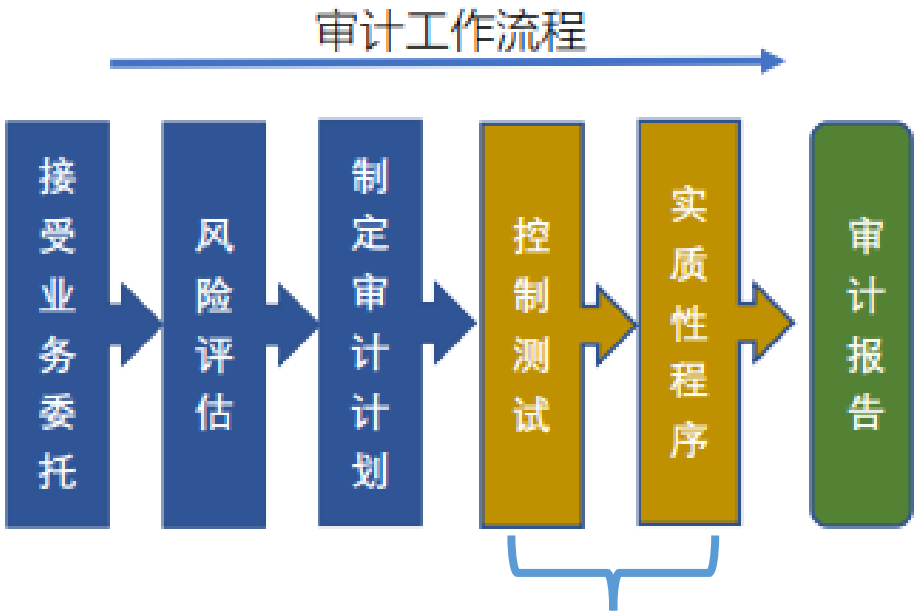 审计工作流程
接受业务委托
风险评估
制定审计计划
控制测试
实质性程序
审计报告